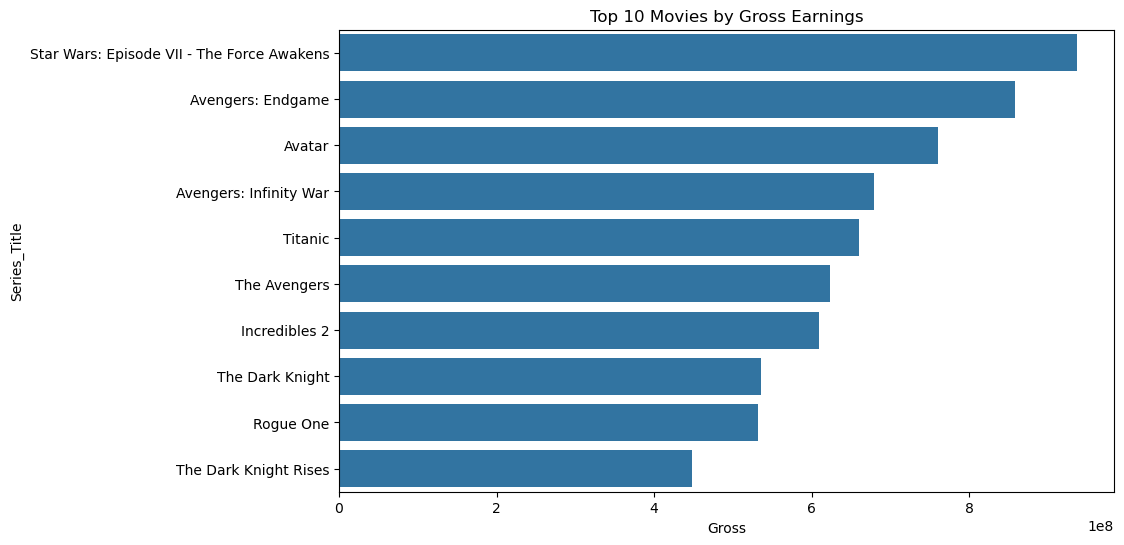 Top 10 Movies by Gross Earnings
Star Wars: Episode VII - The Force Awakens
Avengers: Endgame
Avatar
Avengers: Infinity War
Titanic
The Avengers
Incredibles 2
The Dark Knight
Rogue One
The Dark Knight Rises
Series_Title
0 2 4 6 8
1e8
Gross